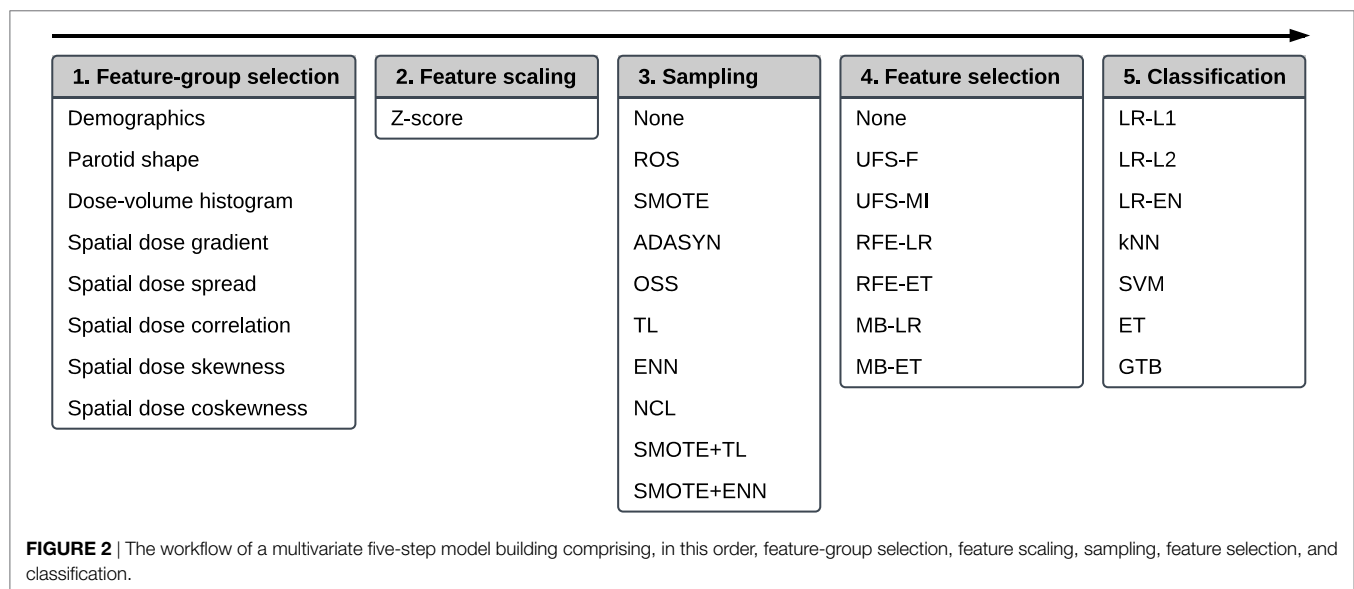 1. Feature-group selection
Demographics
Parotid shape
Dose-volume histogram
Spatial dose gradient
Spatial dose spread
Spatial dose correlation
Spatial dose skewness
Spatial dose coskewness
2. Feature scaling
Z-score
3. Sampling
None
ROS
SMOTE
ADASYN
OSS
TL
ENN
NCL
SMOTE+TL
SMOTE+ENN
4. Feature selection
None
UFS-F
UFS-MI
RFE-LR
RFE-ET
MB-LR
MB-ET
5. Classification
LR-L1
LR-L2
LR-EN
kNN
SVM
ET
GTB
FIGURE 2 | The workflow of a multivariate five-step model building comprising, in this order, feature-group selection, feature scaling, sampling, feature selection, and
classification.